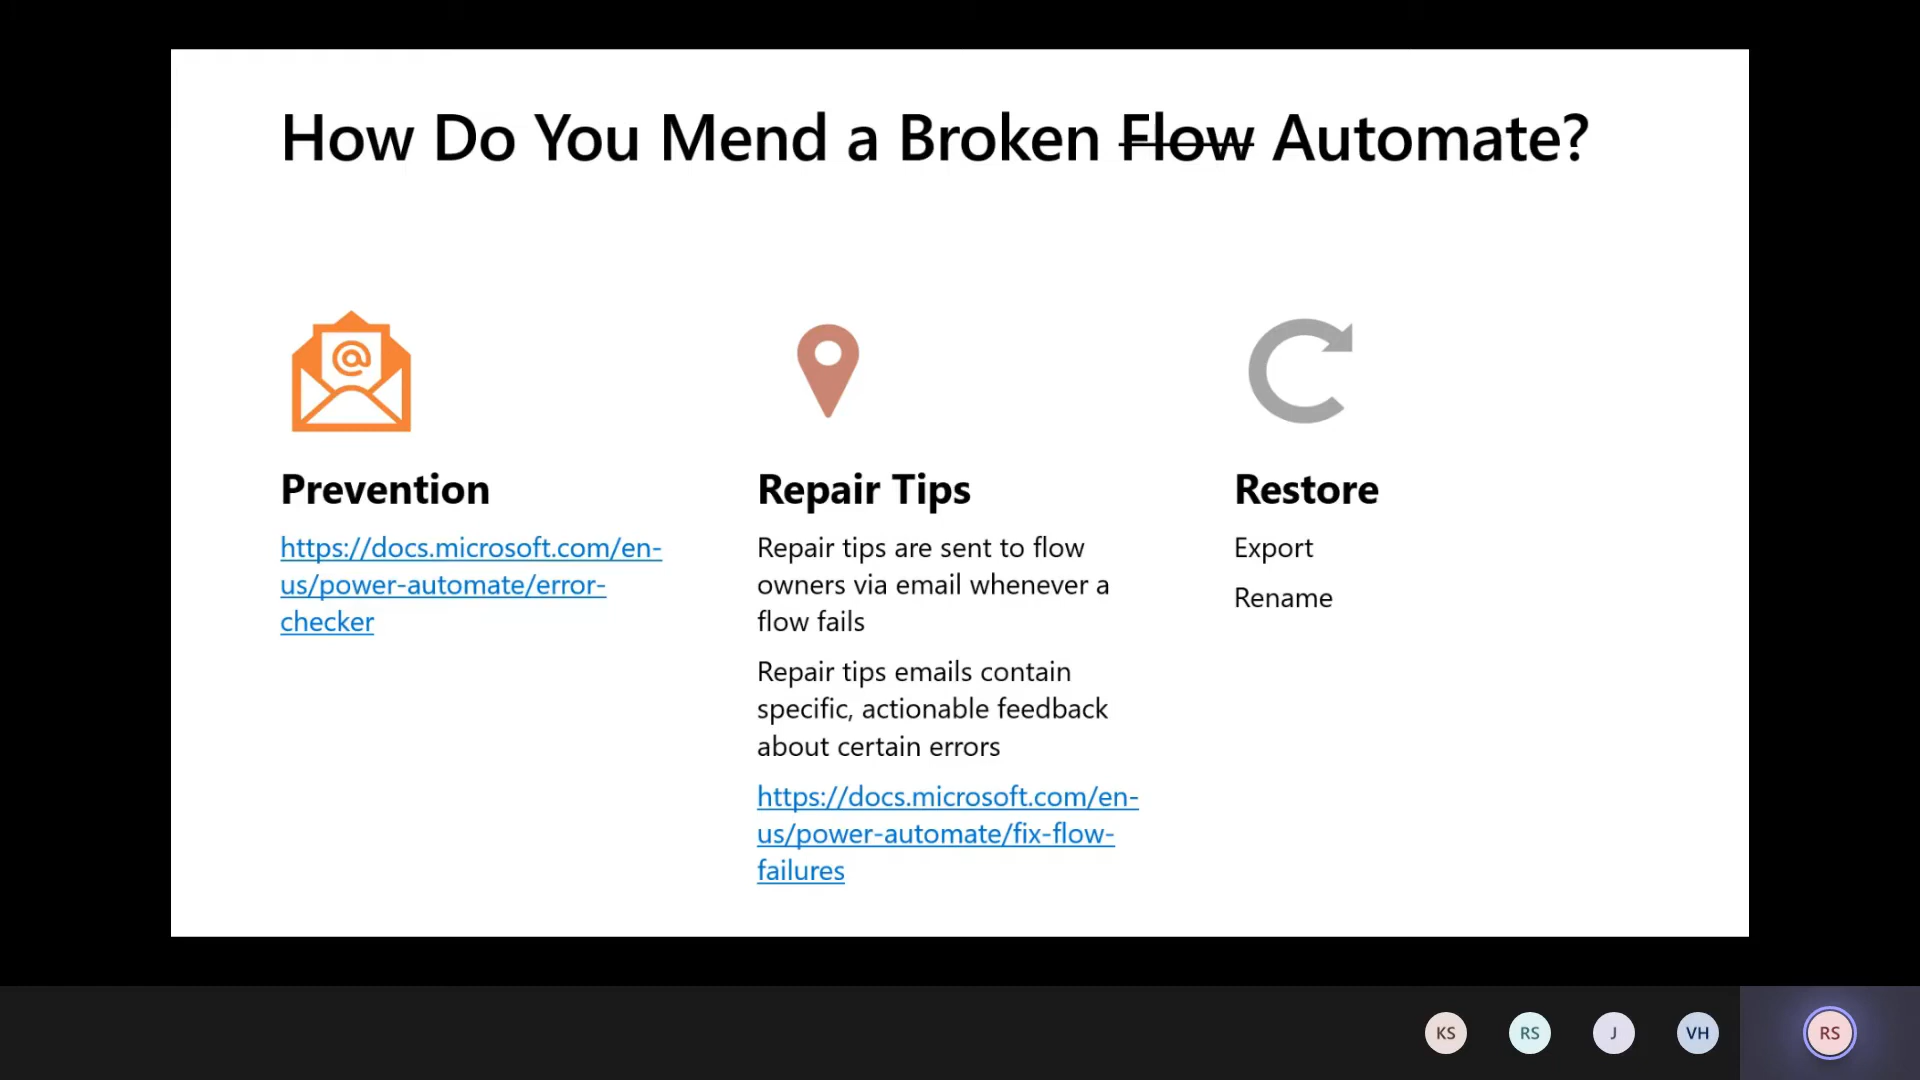 How Do You Mend a Broken Flow Automate?
Prevention
https://docs.microsoft.com/en-
us/power-automate/error-
checker
Repair Tips
Repair tips are sent to flow
owners via email whenever a
flow fails
Repair tips emails contain
specific, actionable feedback
about certain errors
https://docs.microsoft.com/en-
us/power-automate/fix-flow-
failures
Restore
Export
Rename
KS
RS
J
VH
RS